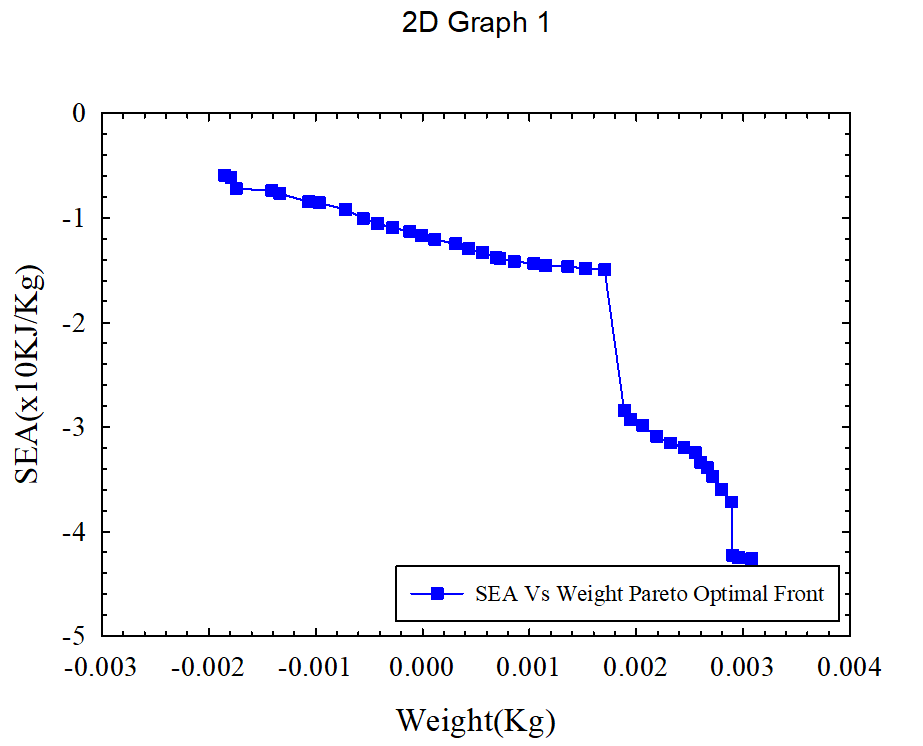 2D Graph 1
0
-1
-2
-3
-4
-5
SEA(x10KJ/Kg)
SEA Vs Weight Pareto Optimal Front
-0.003 -0.002 -0.001 0.000 0.001 0.002 0.003 0.004
Weight(Kg)